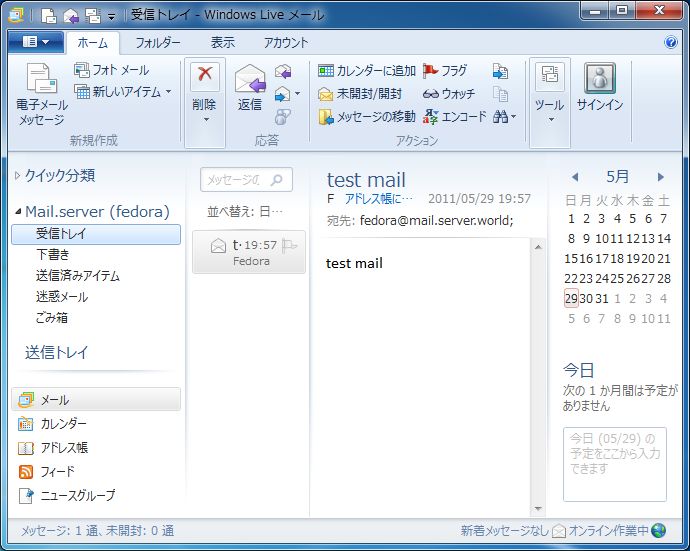 受信トレイ - Windows Live メール
ホーム フォルダー 表示 アカウント
電子メール メッセージ
フォト メール
新しいアイテム
新規作成
削除
返信
応答
カレンダーに追加
未開封/開封
メッセージの移動
フラグ
ウォッチ
エンコード
アクション
ツール
サインイン
クイック分類
Mail.server (fedora)
受信トレイ
下書き
送信済みアイテム
迷惑メール
ごみ箱
送信トレイ
メール
カレンダー
アドレス帳
フィード
ニュースグループ
メッセージの
並べ替え: 日…
t· 19:57
Fedora
test mail
F アドレス帳に… 2011/05/29 19:57
宛先: fedora@mail.server.world;
test mail
5月
日 月 火 水 木 金 土
1 2 3 4 5 6 7
8 9 10 11 12 13 14
15 16 17 18 19 20 21
22 23 24 25 26 27 28
29 30 31 1 2 3 4
5 6 7 8 9 10 11
今日
次の 1 か月間は予定が
ありません
今日 (05/29) の
予定をここから入力
できます
メッセージ: 1 通、未開封: 0 通
新着メッセージなし オンライン作業中